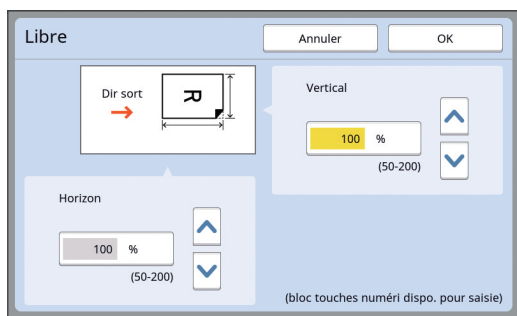 Libre
Annuler
OK
Dir sort
R
Vertical
100 %
(50-200)
Horizon
100 %
(50-200)
(bloc touches numéri dispo. pour saisie)